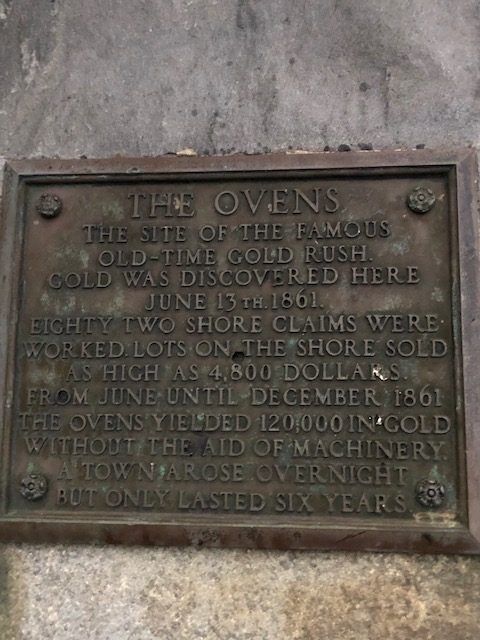 THE OVENS
THE SITE OF THE FAMOUS
OLD-TIME GOLD RUSH.
GOLD WAS DISCOVERED HERE
JUNE 13TH. 1861.
EIGHTY TWO SHORE CLAIMS WERE
WORKED. LOTS ON THE SHORE SOLD
AS HIGH AS 4,800 DOLLARS.
FROM JUNE UNTIL DECEMBER 1861
THE OVENS YIELDED 120,000 IN GOLD
WITHOUT THE AID OF MACHINERY.
A TOWN AROSE OVERNIGHT
BUT ONLY LASTED SIX YEARS.